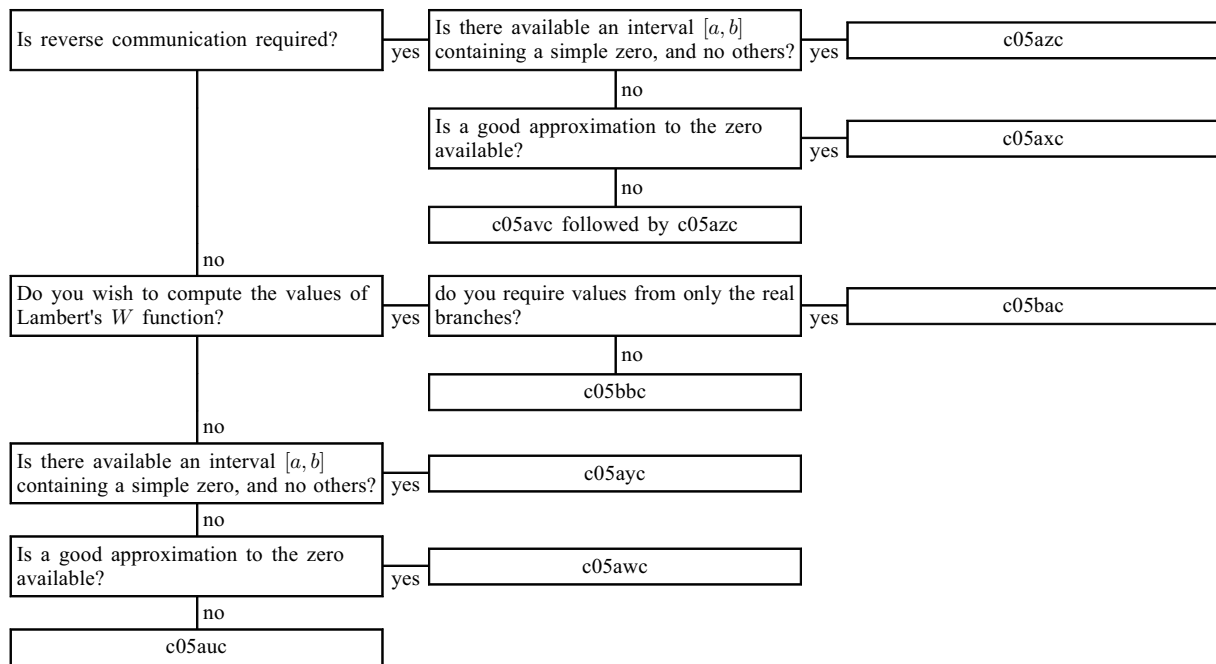 Is reverse communication required?
yes
Is there available an interval [a, b]
containing a simple zero, and no others?
yes
c05azc
no
Is a good approximation to the zero
available?
yes
c05axc
no
c05avc followed by c05azc
no
Do you wish to compute the values of
Lambert's W function?
yes
do you require values from only the real
branches?
yes
c05bac
no
c05bbc
no
Is there available an interval [a, b]
containing a simple zero, and no others?
yes
c05ayc
no
Is a good approximation to the zero
available?
yes
c05awc
no
c05auc